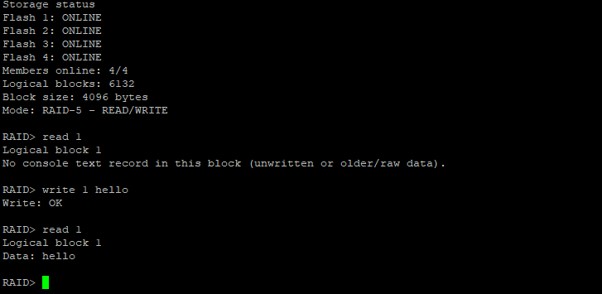 Storage status
Flash 1: ONLINE
Flash 2: ONLINE
Flash 3: ONLINE
Flash 4: ONLINE
Members online: 4/4
Logical blocks: 6132
Block size: 4096 bytes
Mode: RAID-5 - READ/WRITE
RAID> read 1
Logical block 1
No console text record in this block (unwritten or older/raw data).
RAID> write 1 hello
Write: OK
RAID> read 1
Logical block 1
Data: hello
RAID>